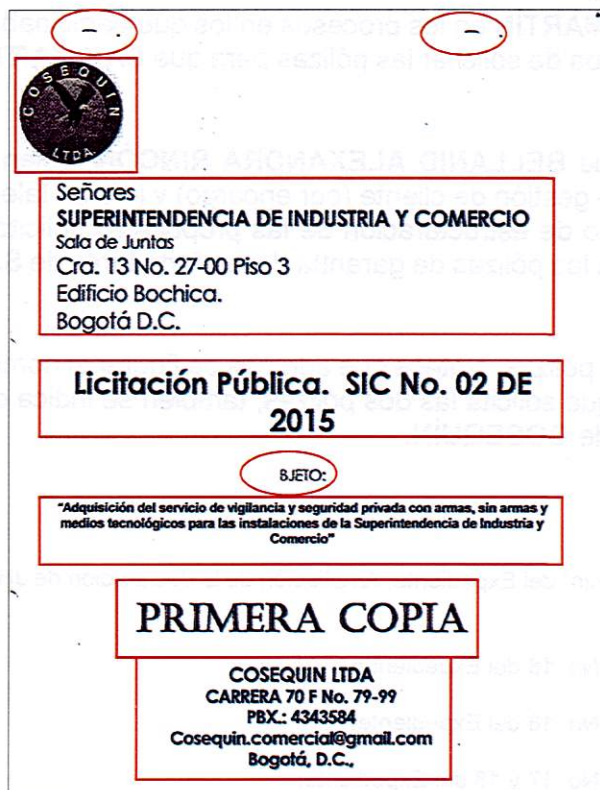 COSEQUIN
LTDA.
Señores
SUPERINTENDENCIA DE INDUSTRIA Y COMERCIO
Sala de Juntas
Cra. 13 No. 27-00 Piso 3
Edificio Bochica.
Bogotá D.C.
Licitación Pública. SIC No. 02 DE
2015
BJETO:
"Adquisición del servicio de vigilancia y seguridad privada con armas, sin armas y
medios tecnológicos para las instalaciones de la Superintendencia de Industria y
Comercio"
PRIMERA COPIA
COSEQUIN LTDA
CARRERA 70 F No. 79-99
PBX.: 4343584
Cosequin.comercial@gmail.com
Bogotá, D.C.,